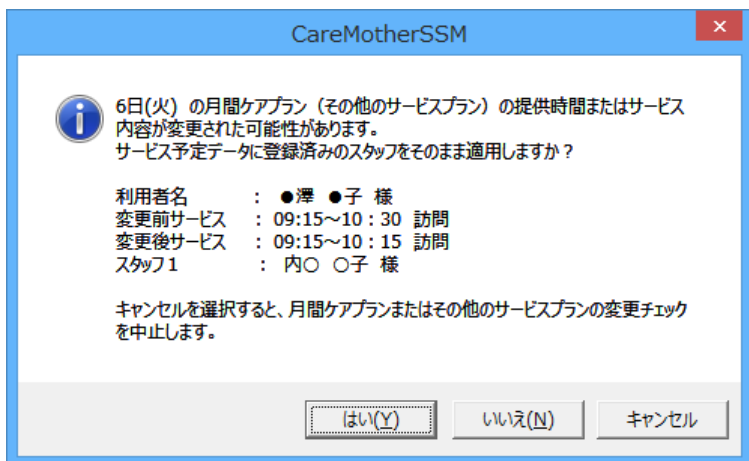 CareMotherSSM
6日(火) の月間ケアプラン（その他のサービスプラン）の提供時間またはサービス
内容が変更された可能性があります。
サービス予定データに登録済みのスタッフをそのまま適用しますか？
利用者名 ： ●澤 ●子 様
変更前サービス ： 09:15～10：30 訪問
変更後サービス ： 09:15～10：15 訪問
スタッフ1 ： 内○ ○子 様
キャンセルを選択すると、月間ケアプランまたはその他のサービスプランの変更チェック
を中止します。
はい(Y) いいえ(N) キャンセル